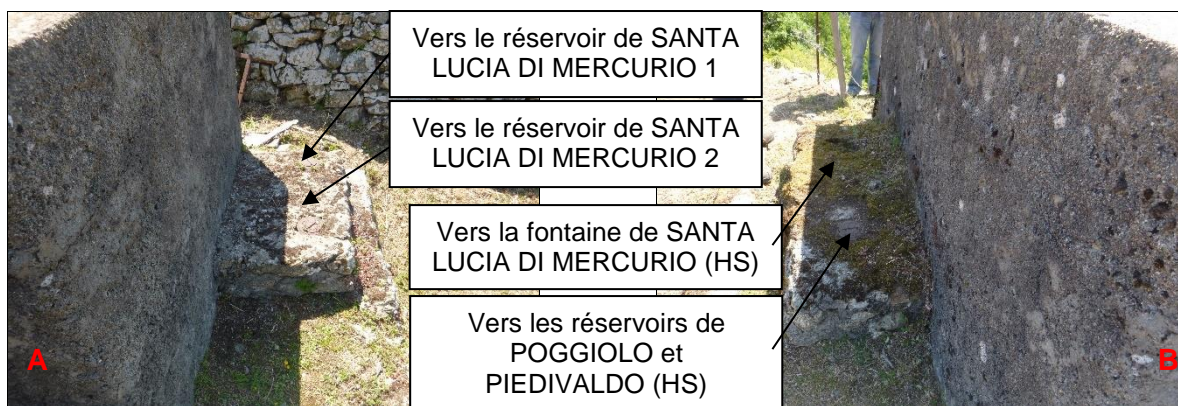 Vers le réservoir de SANTA
LUCIA DI MERCURIO 1
Vers le réservoir de SANTA
LUCIA DI MERCURIO 2
Vers la fontaine de SANTA
LUCIA DI MERCURIO (HS)
Vers les réservoirs de
POGGIOLO et
PIEDIVALDO (HS)
A
B